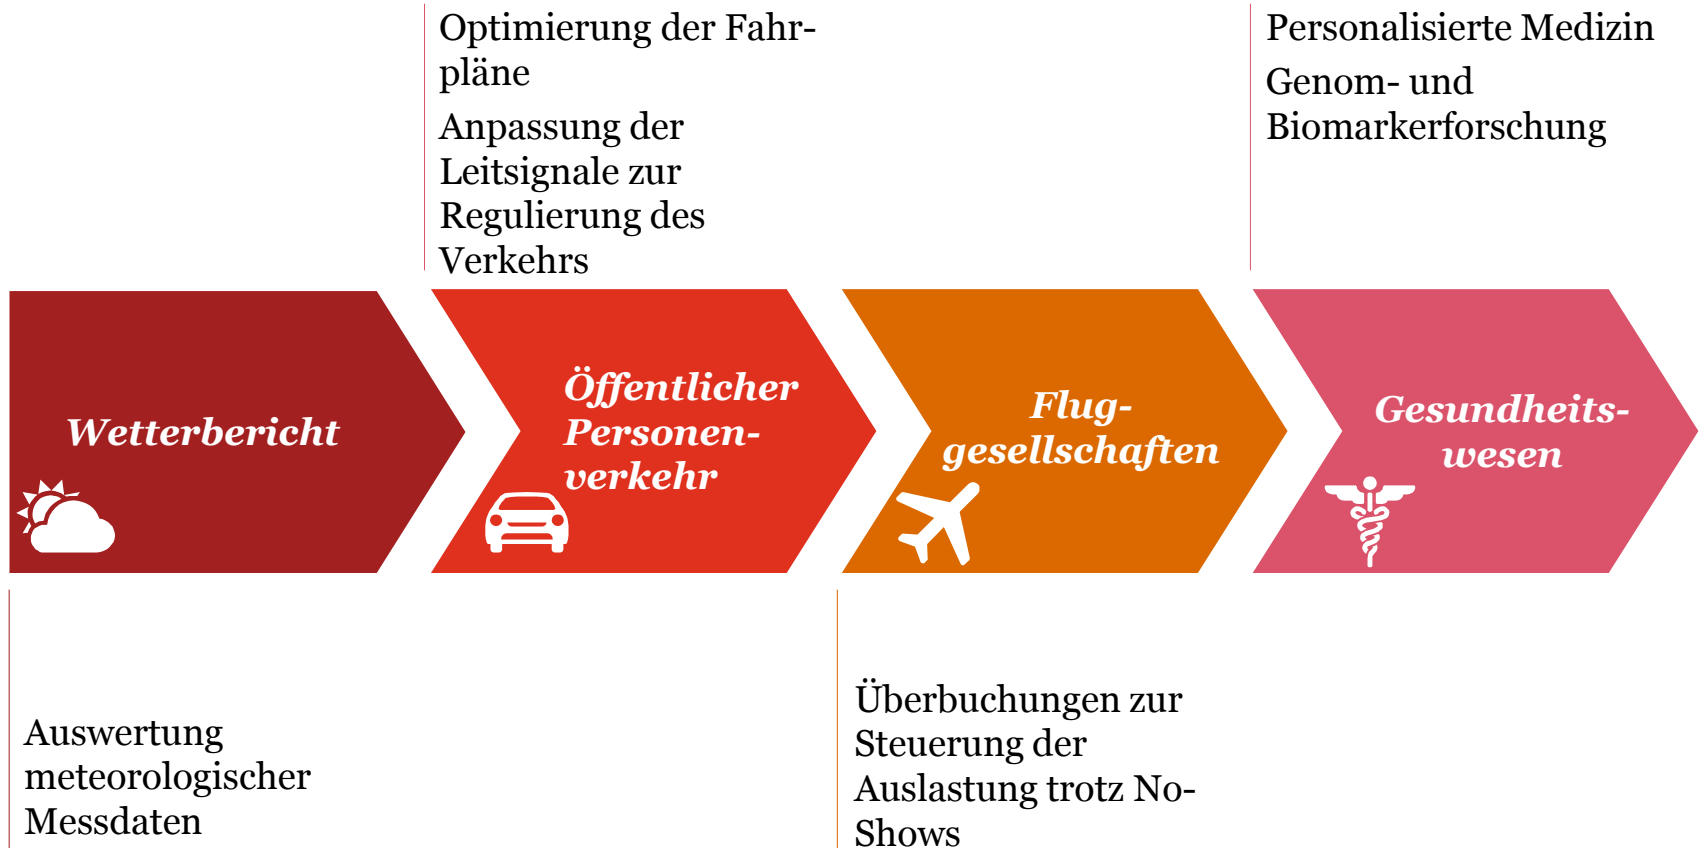 Optimierung der Fahr-
pläne
Anpassung der
Leitsignale zur
Regulierung des
Verkehrs
Personalisierte Medizin
Genom- und
Biomarkerforschung
Wetterbericht
Öffentlicher
Personen-
verkehr
Flug-
gesellschaften
Gesundheits-
wesen
Auswertung
meteorologischer
Messdaten
Überbuchungen zur
Steuerung der
Auslastung trotz No-
Shows